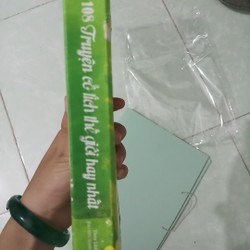 108 Truyện cổ tích thế giới hay nhất